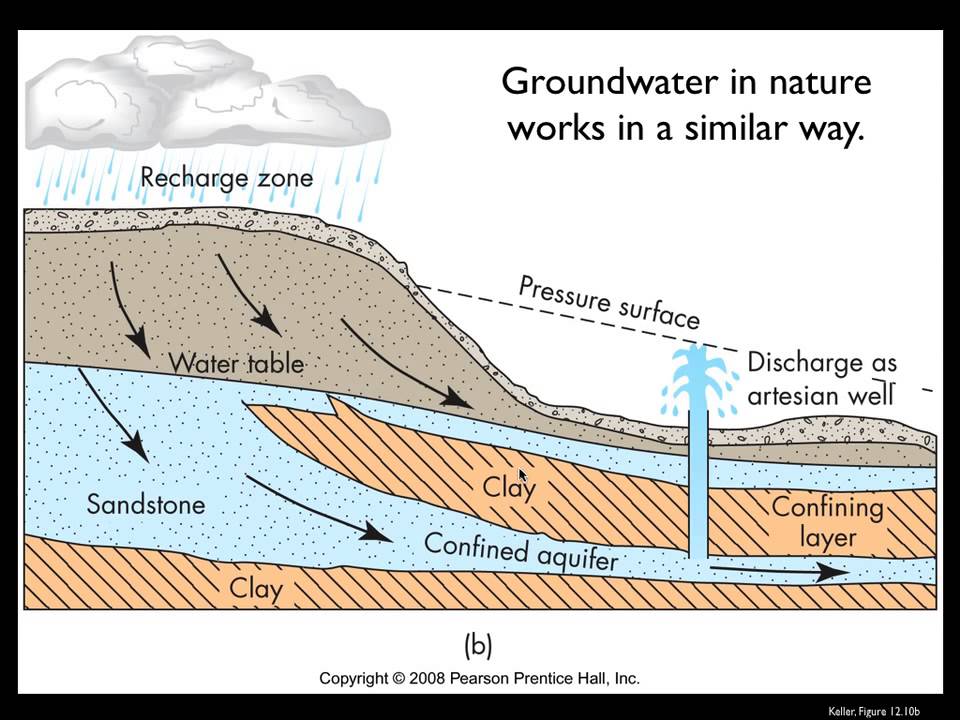 Groundwater in nature
works in a similar way.
Recharge zone
Pressure surface
Water table
Discharge as
artesian well
Sandstone
Clay
Confining
layer
Confined aquifer
Clay
(b)
Copyright © 2008 Pearson Prentice Hall, Inc.
Keller, Figure 12.10b